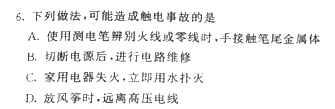 6. 下列做法,可能造成触电事故的是
A. 使用测电笔辨别火线或零线时,手接触笔尾金属体
B. 切断电源后,进行电路维修
C. 家用电器失火,立即用水扑灭
D. 放风筝时,远离高压电线